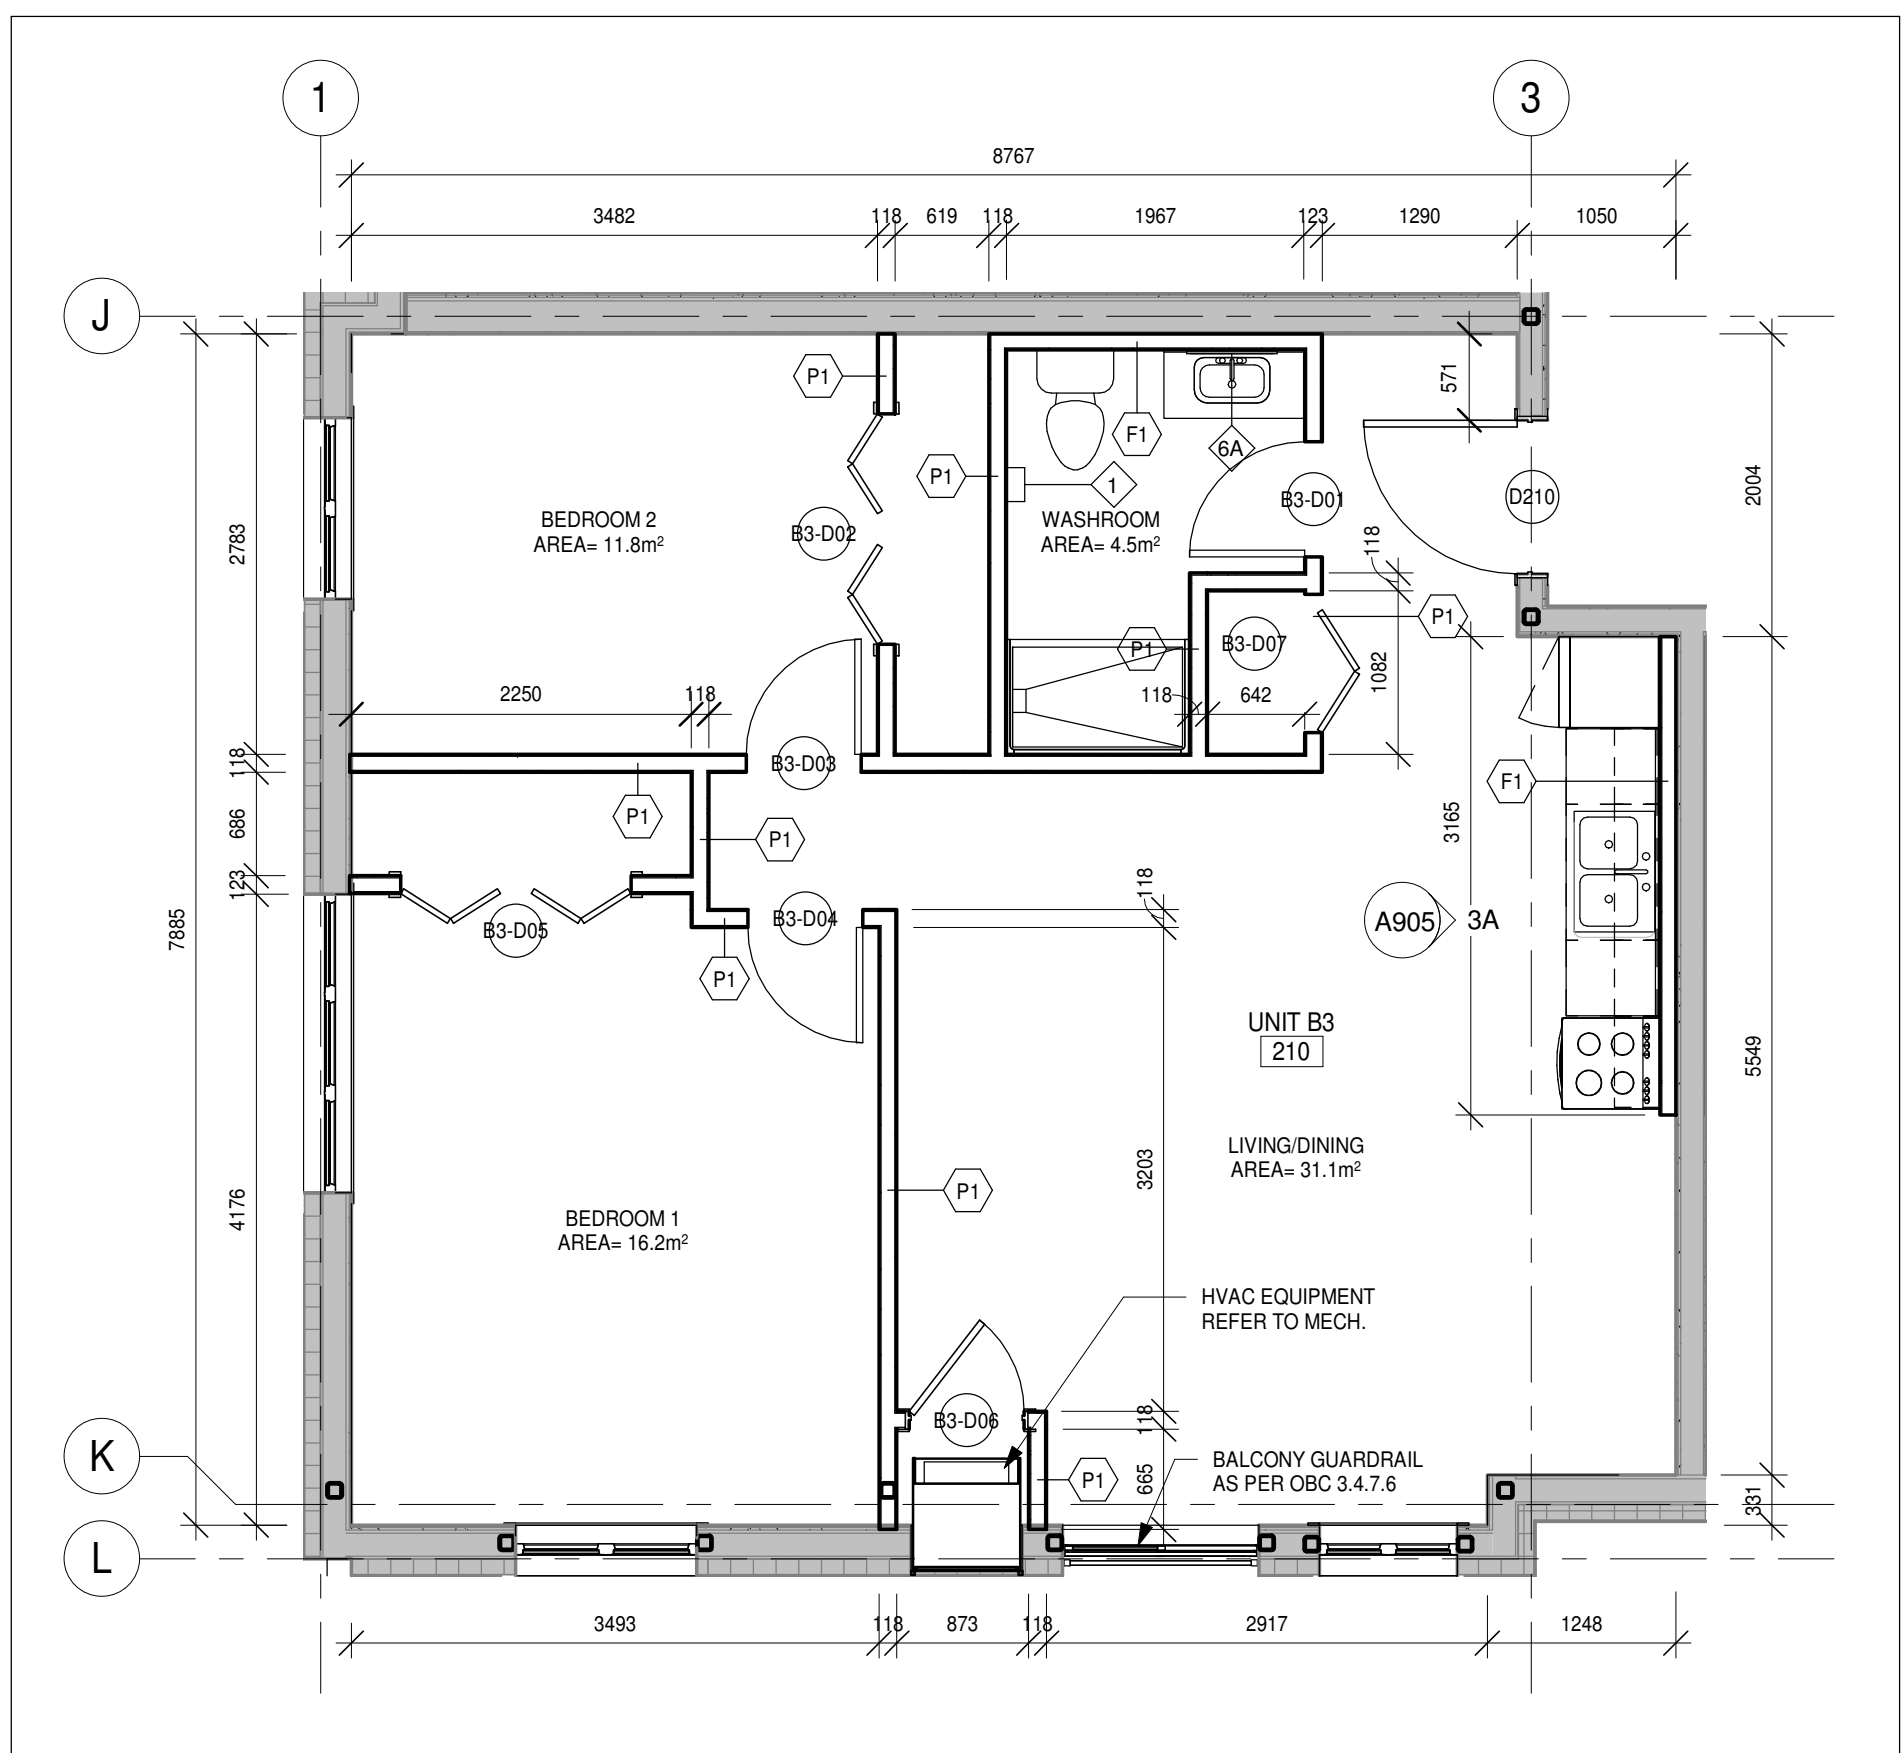 1
3
8767
3482
118
619
118
1967
123
1290
1050
J
P1
571
F1
6A
P1
1
B3-D01
D210
2004
BEDROOM 2
AREA= 11.8m²
B3-D02
WASHROOM
AREA= 4.5m²
118
2783
P1
P1
B3-D07
1082
2250
118
118
642
118
B3-D03
F1
P1
P1
3165
686
123
118
B3-D05
B3-D04
A905
3A
7885
P1
UNIT B3
210
5549
LIVING/DINING
AREA= 31.1m²
3203
P1
4176
BEDROOM 1
AREA= 16.2m²
HVAC EQUIPMENT
REFER TO MECH.
B3-D06
118
K
P1
665
BALCONY GUARDRAIL
AS PER OBC 3.4.7.6
331
L
3493
118
873
118
2917
1248